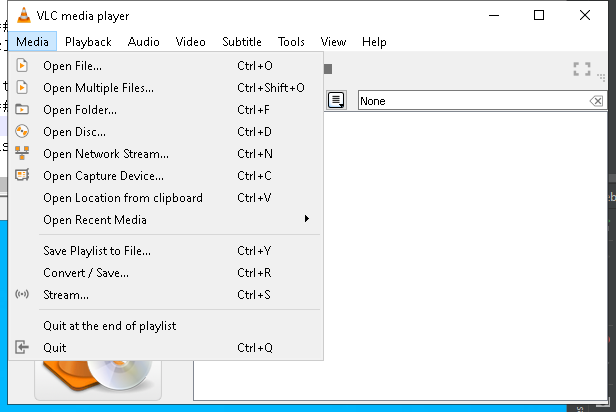 VLC media player
Media Playback Audio Video Subtitle Tools View Help
Open File... Ctrl+O
Open Multiple Files... Ctrl+Shift+O
Open Folder... Ctrl+F
None
Open Disc... Ctrl+D
Open Network Stream... Ctrl+N
Open Capture Device... Ctrl+C
Open Location from clipboard Ctrl+V
Open Recent Media
Save Playlist to File... Ctrl+Y
Convert / Save... Ctrl+R
Stream... Ctrl+S
Quit at the end of playlist
Quit Ctrl+Q